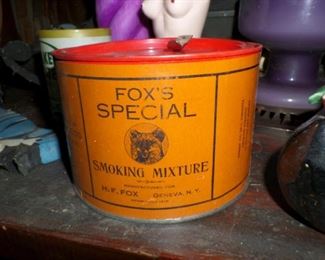 FOX'S
SPECIAL
SMOKING MIXTURE
MANUFACTURED FOR
H. F. FOX GENEVA, N.Y.